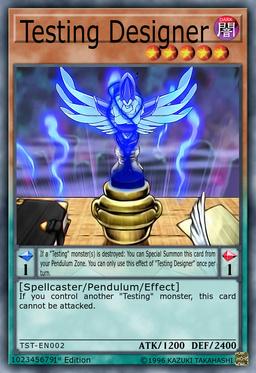 Testing Designer
DARK
闇
If a "Testing" monster(s) is destroyed: You can Special Summon this card
from your Pendulum Zone. You can only use this effect of "Testing Designer" once per
turn.
1
1
[Spellcaster/Pendulum/Effect]
If you control another "Testing" monster, this card
cannot be attacked.
TST-EN002
ATK/1200 DEF/2400
1023456791st Edition
©1996 KAZUKI TAKAHASHI